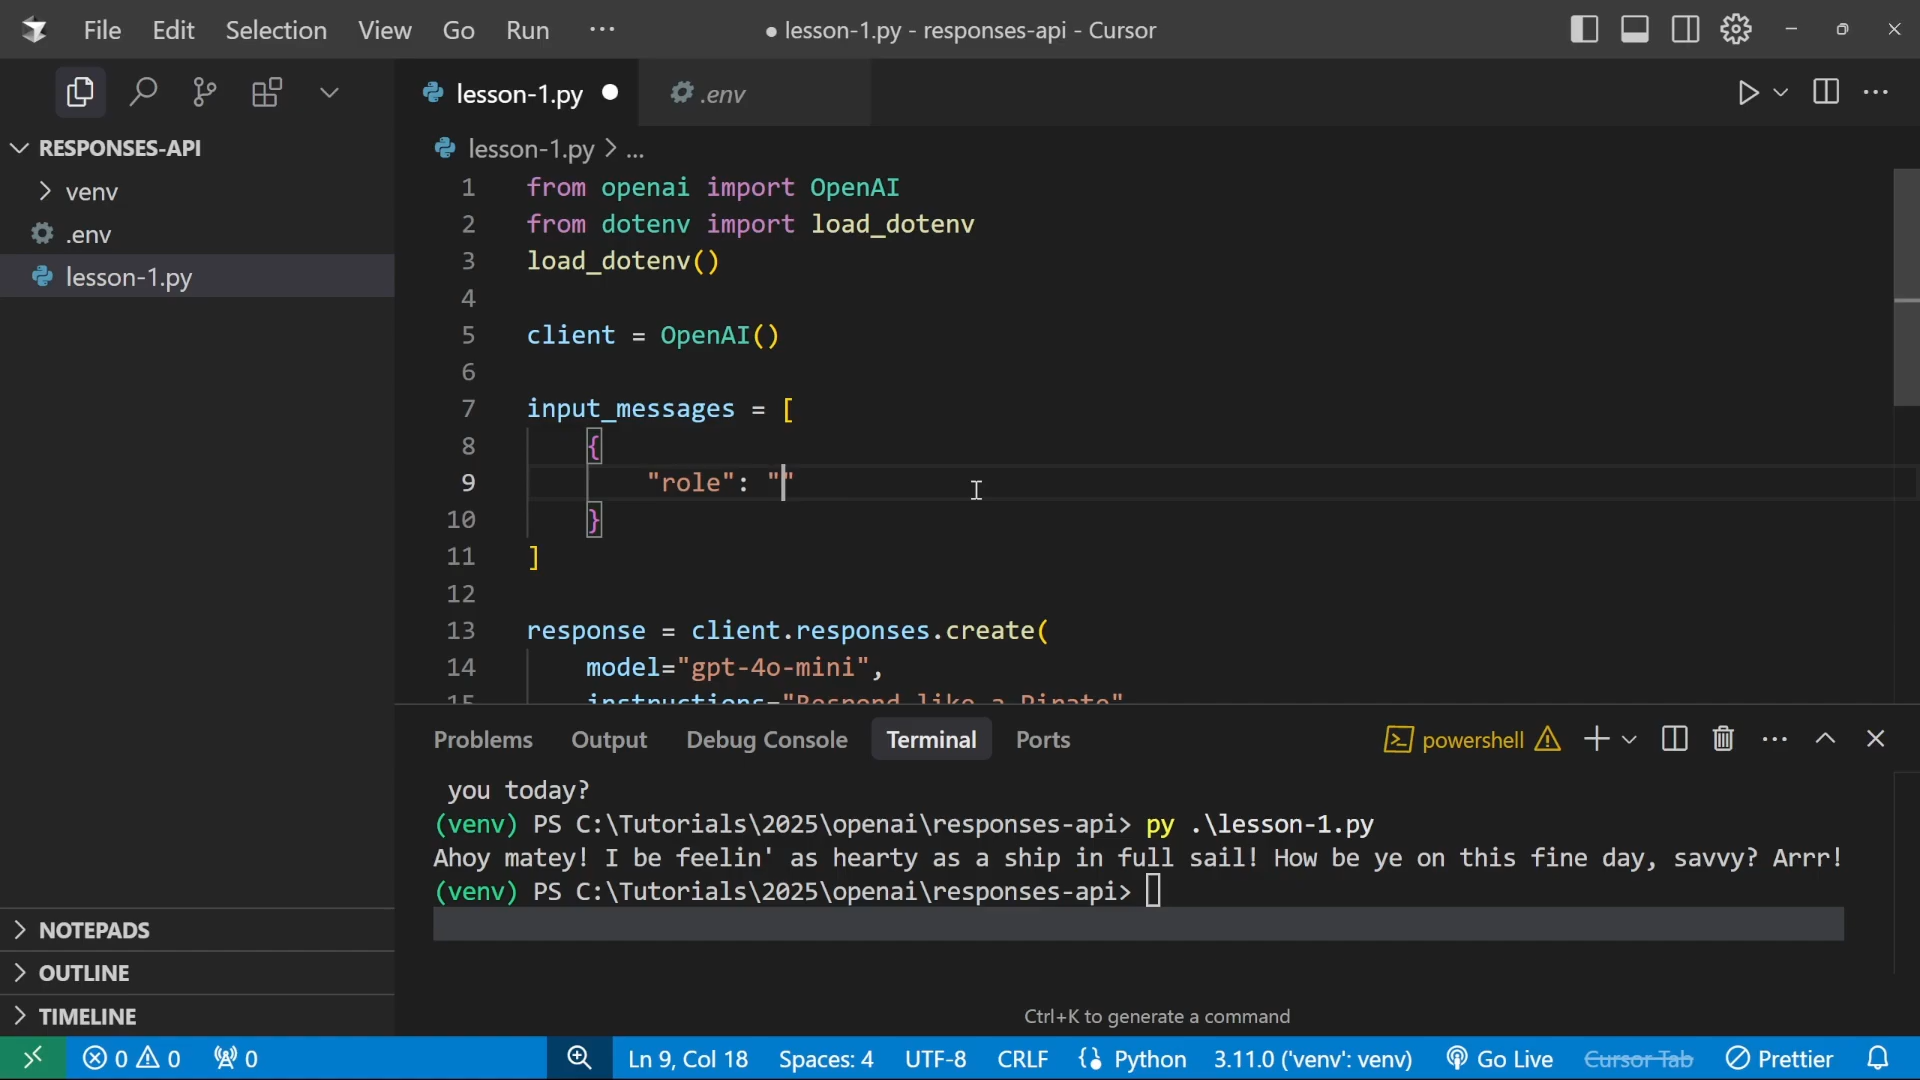 File Edit Selection View Go Run ··· ● lesson-1.py - responses-api - Cursor
lesson-1.py ● .env
RESPONSES-API
venv
.env
lesson-1.py
NOTEPADS
OUTLINE
TIMELINE
lesson-1.py > ...
1 from openai import OpenAI
2 from dotenv import load_dotenv
3 load_dotenv()
4
5 client = OpenAI()
6
7 input_messages = [
8 {
9 "role": ""
10 }
11 ]
12
13 response = client.responses.create(
14 model="gpt-4o-mini",
15 instructions="Respond like a Pirate"
Problems Output Debug Console Terminal Ports powershell
you today?
(venv) PS C:\Tutorials\2025\openai\responses-api> py .\lesson-1.py
Ahoy matey! I be feelin' as hearty as a ship in full sail! How be ye on this fine day, savvy? Arrr!
(venv) PS C:\Tutorials\2025\openai\responses-api>
Ctrl+K to generate a command
0 0 0 Ln 9, Col 18 Spaces: 4 UTF-8 CRLF {} Python 3.11.0 ('venv': venv) Go Live Cursor Tab Prettier